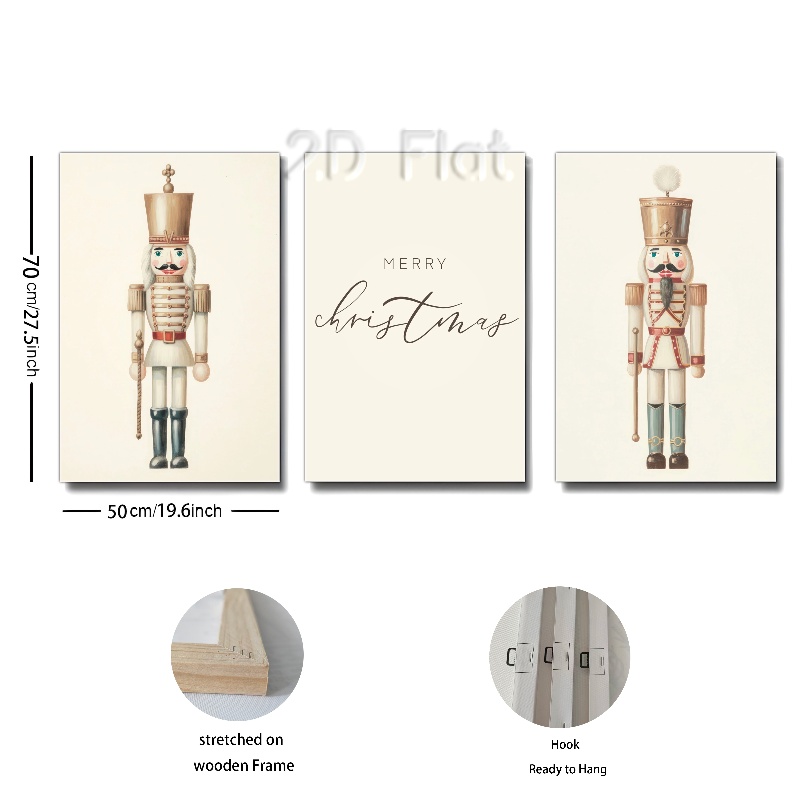 2D Flat
MERRY
christmas
70 cm/27.5inch
50cm/19.6inch
stretched on
wooden Frame
Hook
Ready to Hang